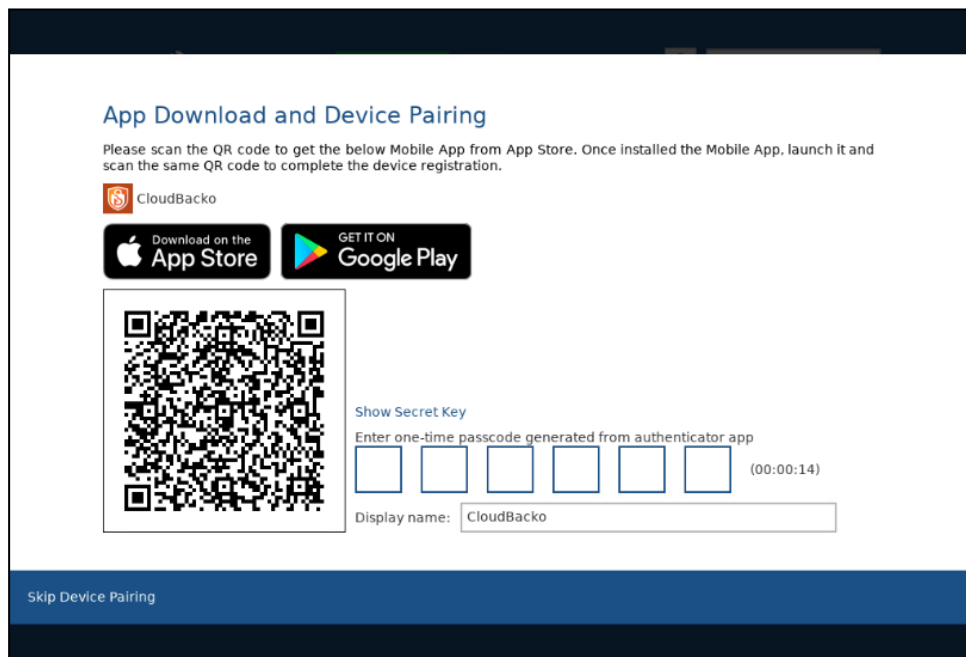 App Download and Device Pairing
Please scan the QR code to get the below Mobile App from App Store. Once installed the Mobile App, launch it and
scan the same QR code to complete the device registration.
CloudBacko
Download on the
App Store
GET IT ON
Google Play
Show Secret Key
Enter one-time passcode generated from authenticator app
(00:00:14)
Display name: CloudBacko
Skip Device Pairing